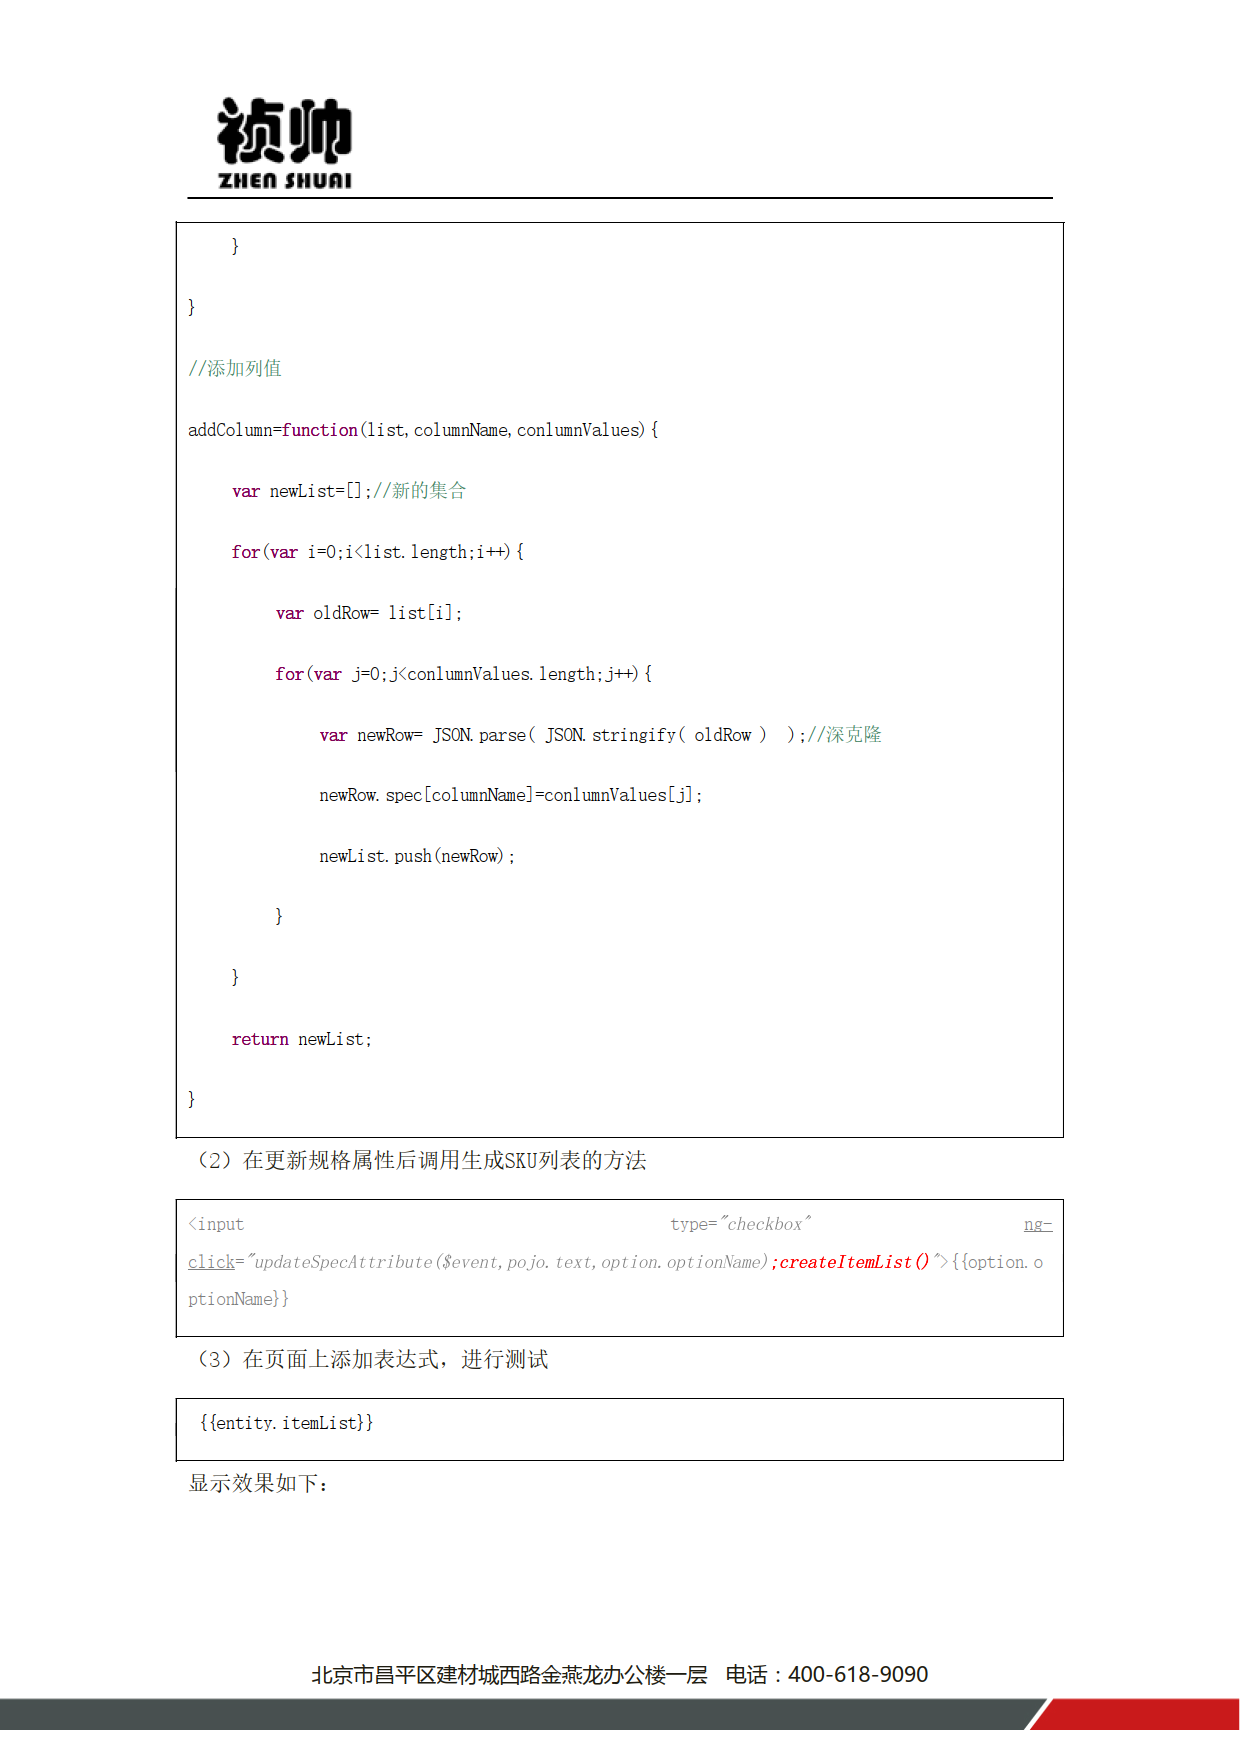 祯帅
ZHEN SHUAI
}
}
//添加列值
addColumn=function(list,columnName,conlumnValues){
var newList=[];//新的集合
for(var i=0;i<list.length;i++){
var oldRow= list[i];
for(var j=0;j<conlumnValues.length;j++){
var newRow= JSON.parse( JSON.stringify( oldRow )  );//深克隆
newRow.spec[columnName]=conlumnValues[j];
newList.push(newRow);
}
}
return newList;
}
（2）在更新规格属性后调用生成SKU列表的方法
<input type="checkbox" ng-
click="updateSpecAttribute($event,pojo.text,option.optionName);createItemList()">{{option.o
ptionName}}
（3）在页面上添加表达式，进行测试
{{entity.itemList}}
显示效果如下：
北京市昌平区建材城西路金燕龙办公楼一层 电话：400-618-9090